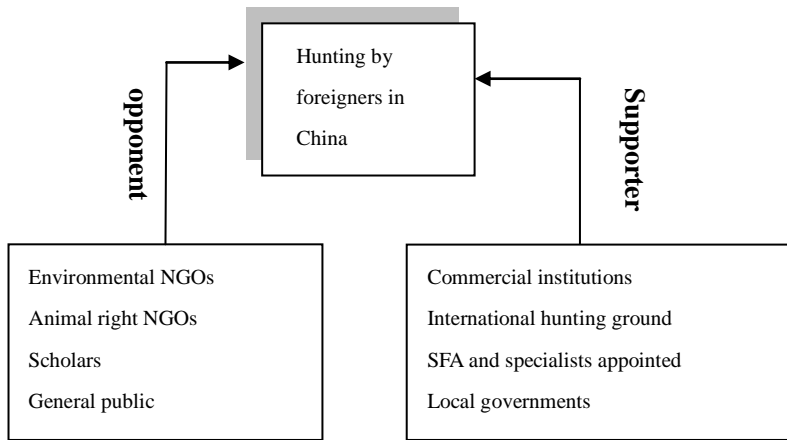 Hunting by
foreigners in
China
opponent
Supporter
Environmental NGOs
Animal right NGOs
Scholars
General public
Commercial institutions
International hunting ground
SFA and specialists appointed
Local governments